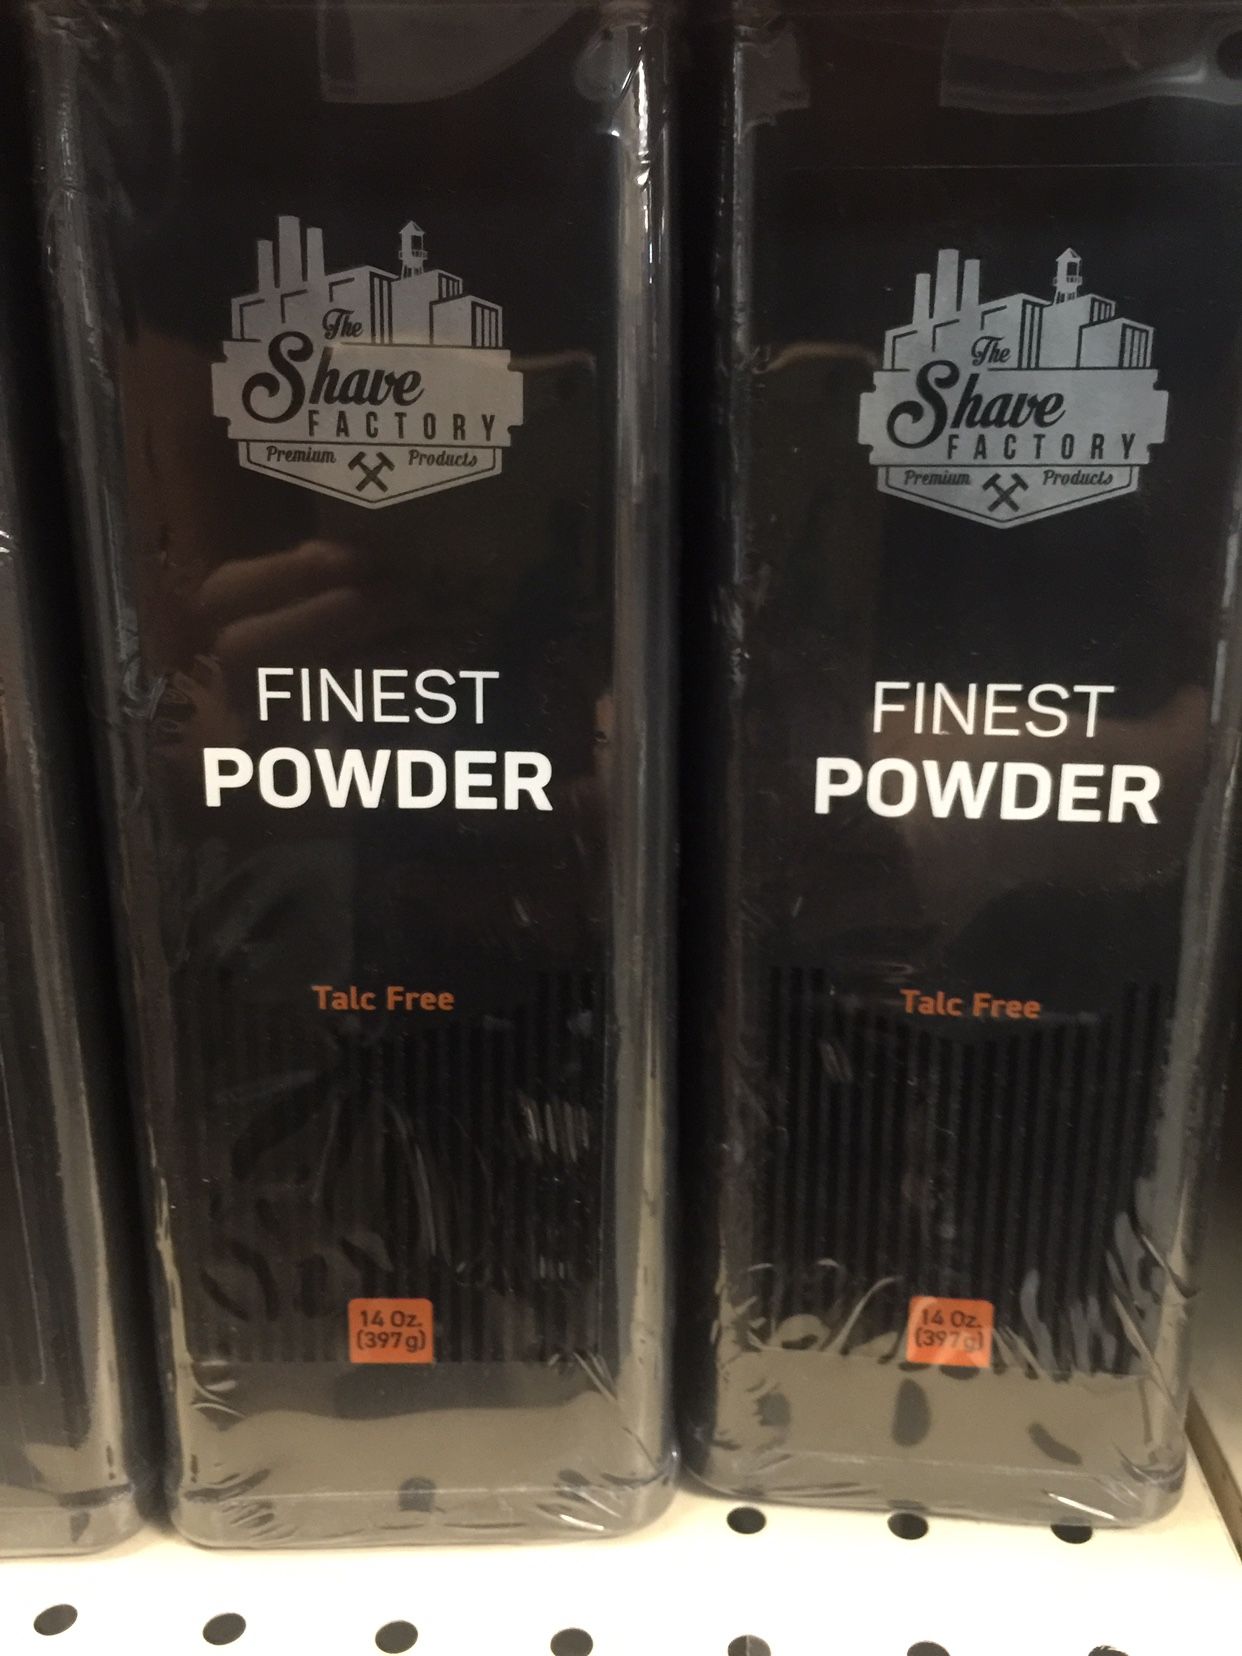 The
Shave
FACTORY
Premium Products
FINEST
POWDER
Talc Free
14 Oz.
(397g)
The
Shave
FACTORY
Premium Products
FINEST
POWDER
Talc Free
14 Oz.
(397g)